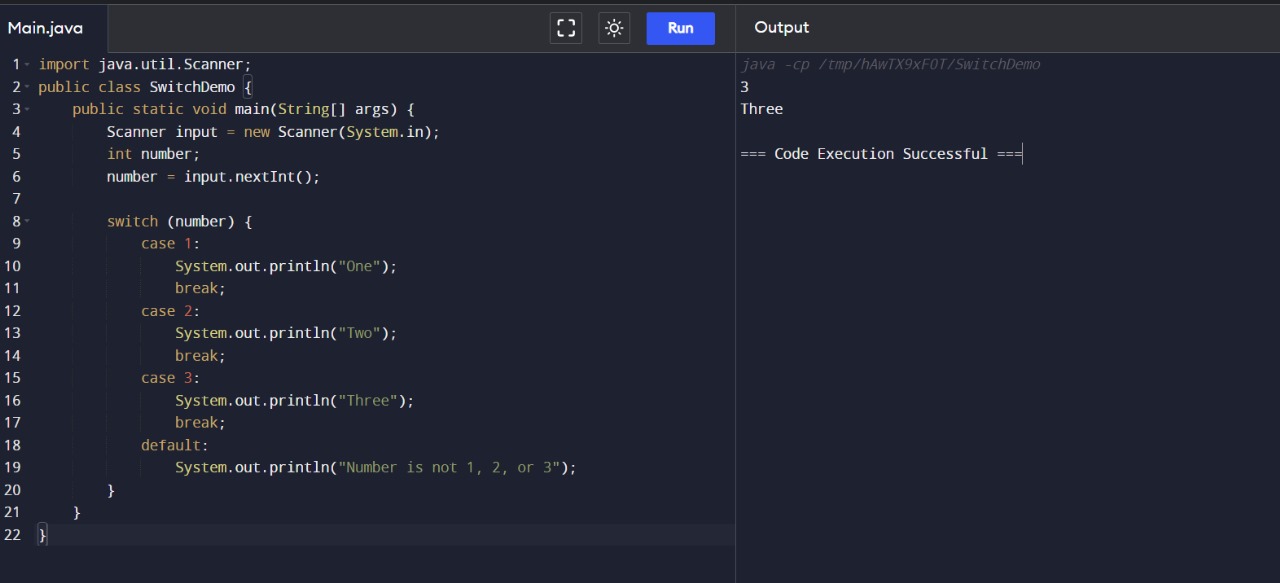 Main.java
Run
1 import java.util.Scanner;
2 public class SwitchDemo {
3     public static void main(String[] args) {
4         Scanner input = new Scanner(System.in);
5         int number;
6         number = input.nextInt();
7
8         switch (number) {
9             case 1:
10                 System.out.println("One");
11                 break;
12             case 2:
13                 System.out.println("Two");
14                 break;
15             case 3:
16                 System.out.println("Three");
17                 break;
18             default:
19                 System.out.println("Number is not 1, 2, or 3");
20         }
21     }
22 }
Output
java -cp /tmp/hAwTX9xFOT/SwitchDemo
3
Three
=== Code Execution Successful ===